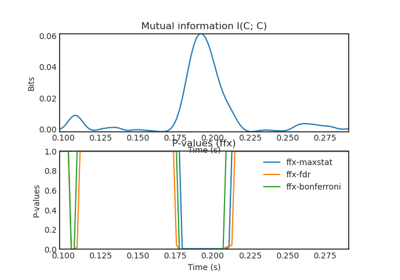 Mutual information I(C; C)
0.06
0.04
0.02
0.00
Bits
0.100 0.125 0.150 0.175 0.200 0.225 0.250 0.275
Time (s)
P-values (ffx)
1.0
0.8
0.6
0.4
0.2
0.0
P-values
ffx-maxstat
ffx-fdr
ffx-bonferroni
0.100 0.125 0.150 0.175 0.200 0.225 0.250 0.275
Time (s)